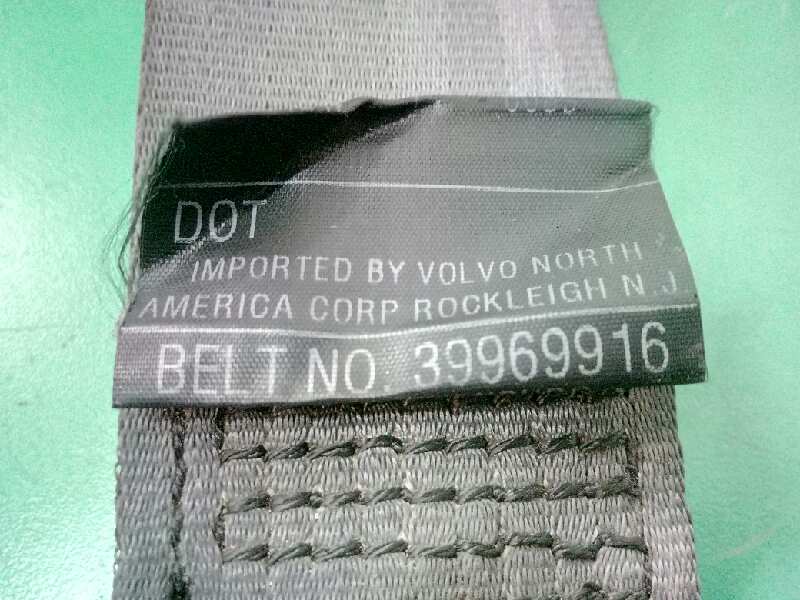 DOT
IMPORTED BY VOLVO NORTH
AMERICA CORP ROCKLEIGH N.J
BELT NO. 39969916